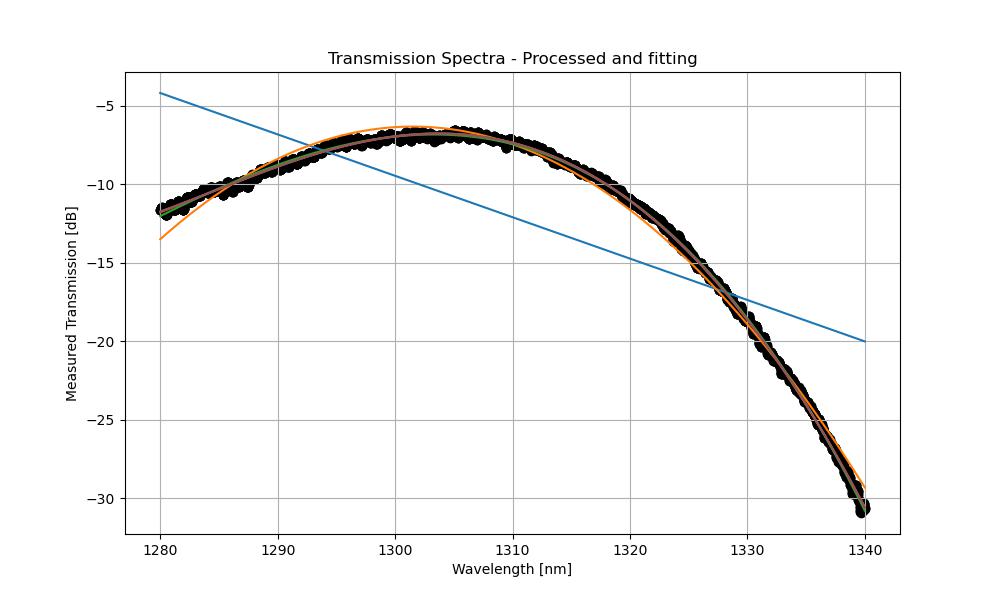 Transmission Spectra - Processed and fitting
Measured Transmission [dB]
−5
−10
−15
−20
−25
−30
1280 1290 1300 1310 1320 1330 1340
Wavelength [nm]